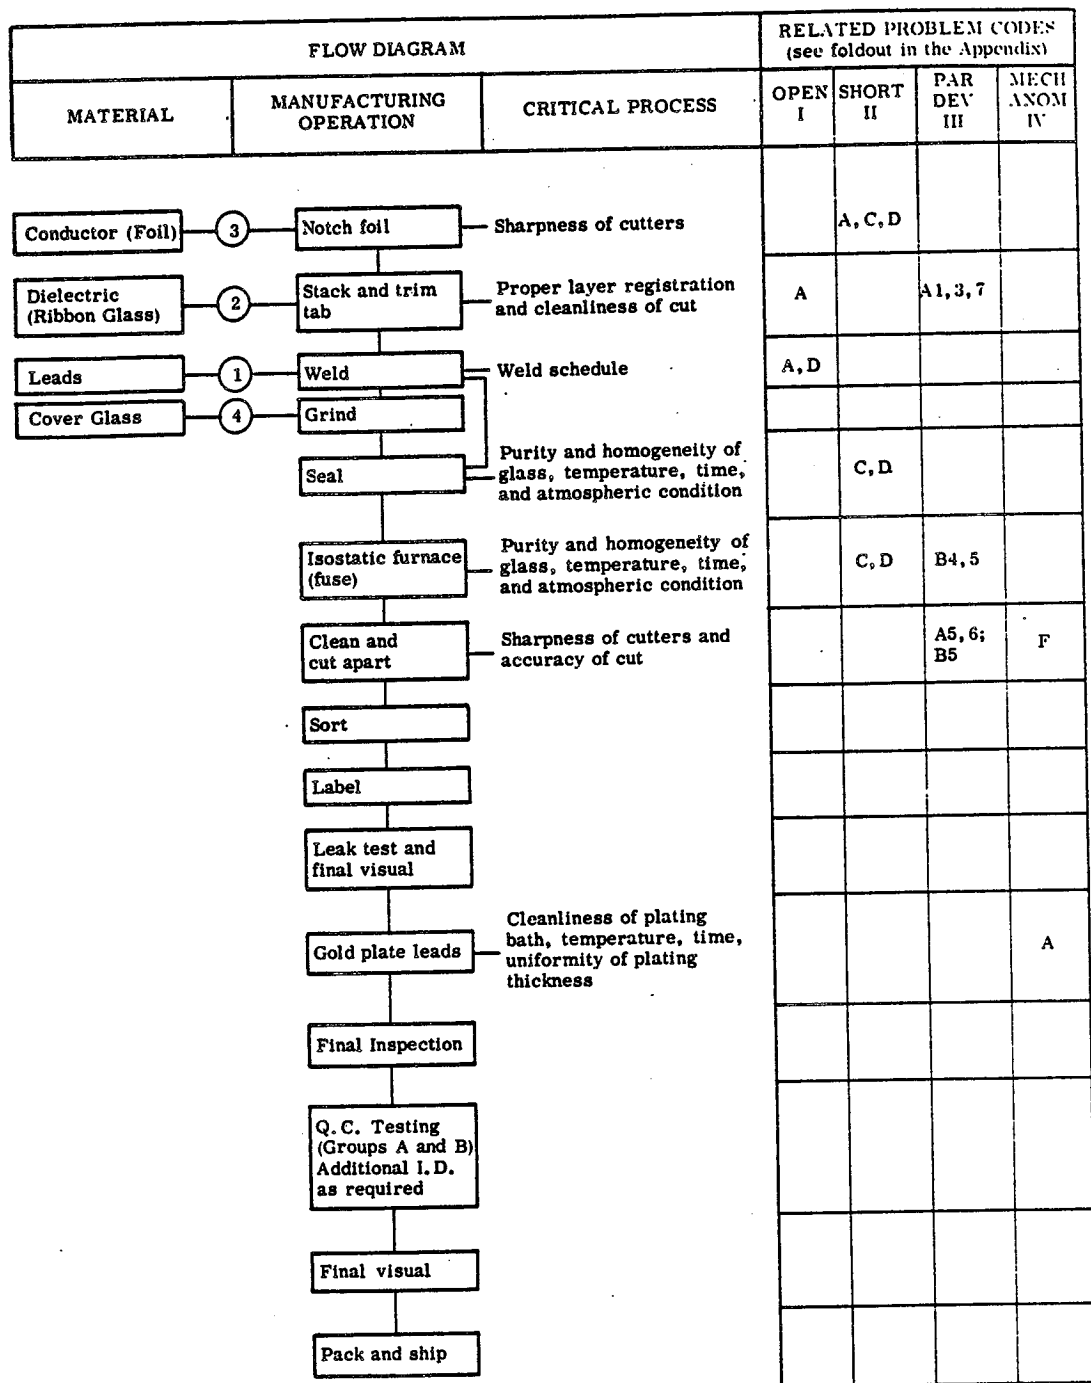 FLOW DIAGRAM
RELATED PROBLEM CODES
(see foldout in the Appendix)
MATERIAL
MANUFACTURING
OPERATION
CRITICAL PROCESS
OPEN
I
SHORT
II
PAR
DEV
III
MECH
ANOM
IV
Conductor (Foil)
3
Notch foil
Sharpness of cutters
A, C, D
Dielectric
(Ribbon Glass)
2
Stack and trim
tab
Proper layer registration
and cleanliness of cut
A
A1, 3, 7
Leads
1
Weld
Weld schedule
A, D
Cover Glass
4
Grind
Seal
Purity and homogeneity of
glass, temperature, time,
and atmospheric condition
C, D
Isostatic furnace
(fuse)
Purity and homogeneity of
glass, temperature, time,
and atmospheric condition
C, D
B4, 5
Clean and
cut apart
Sharpness of cutters and
accuracy of cut
A5, 6;
B5
F
Sort
Label
Leak test and
final visual
Gold plate leads
Cleanliness of plating
bath, temperature, time,
uniformity of plating
thickness
A
Final Inspection
Q.C. Testing
(Groups A and B)
Additional I.D.
as required
Final visual
Pack and ship